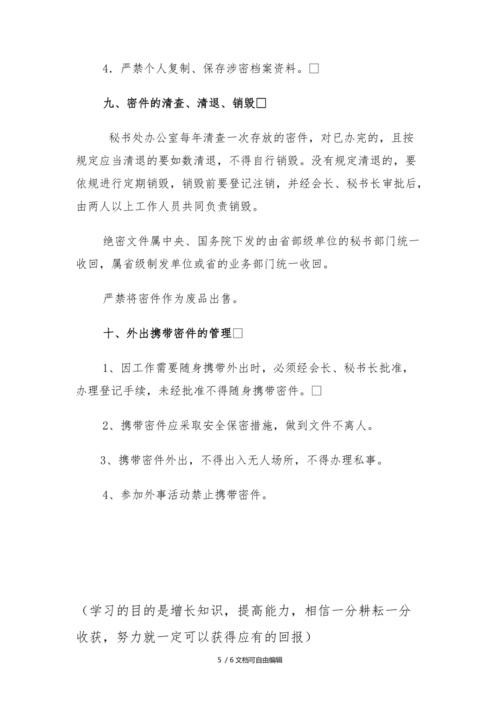 4．严禁个人复制、保存涉密档案资料。□
九、密件的清查、清退、销毁□
秘书处办公室每年清查一次存放的密件，对已办完的，且按
规定应当清退的要如数清退，不得自行销毁。没有规定清退的，要
依规进行定期销毁，销毁前要登记注销，并经会长、秘书长审批后，
由两人以上工作人员共同负责销毁。
绝密文件属中央、国务院下发的由省部级单位的秘书部门统一
收回，属省级制发单位或省的业务部门统一收回。
严禁将密件作为废品出售。
十、外出携带密件的管理□
1、因工作需要随身携带外出时，必须经会长、秘书长批准，
办理登记手续，未经批准不得随身携带密件。□
2、携带密件应采取安全保密措施，做到文件不离人。
3、携带密件外出，不得出入无人场所，不得办理私事。
4、参加外事活动禁止携带密件。
（学习的目的是增长知识，提高能力，相信一分耕耘一分
收获，努力就一定可以获得应有的回报）
5 / 6文档可自由编辑